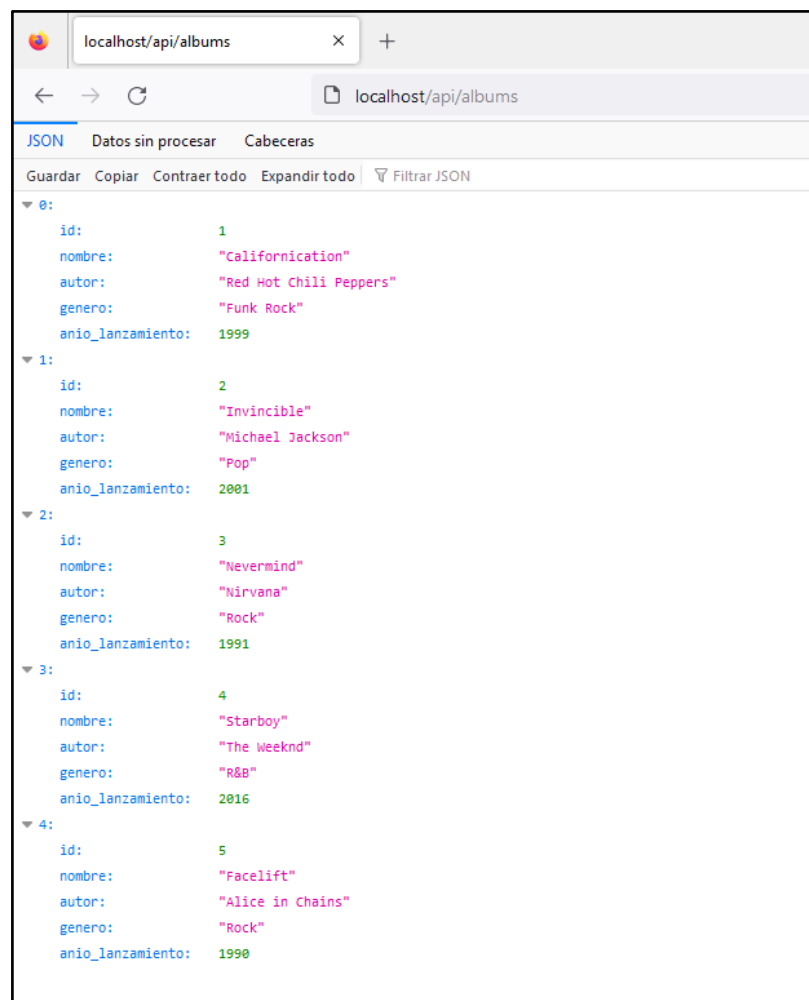 localhost/api/albums
localhost/api/albums
JSON Datos sin procesar Cabeceras
Guardar Copiar Contraer todo Expandir todo Filtrar JSON
0:
id: 1
nombre: "Californication"
autor: "Red Hot Chili Peppers"
genero: "Funk Rock"
anio_lanzamiento: 1999
1:
id: 2
nombre: "Invincible"
autor: "Michael Jackson"
genero: "Pop"
anio_lanzamiento: 2001
2:
id: 3
nombre: "Nevermind"
autor: "Nirvana"
genero: "Rock"
anio_lanzamiento: 1991
3:
id: 4
nombre: "Starboy"
autor: "The Weeknd"
genero: "R&B"
anio_lanzamiento: 2016
4:
id: 5
nombre: "Facelift"
autor: "Alice in Chains"
genero: "Rock"
anio_lanzamiento: 1990